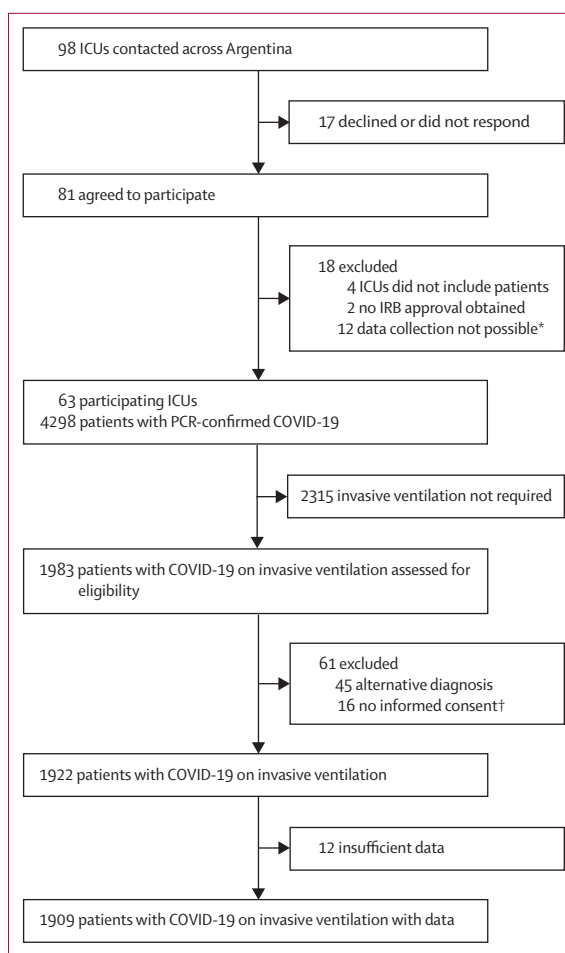 98 ICUs contacted across Argentina
17 declined or did not respond
81 agreed to participate
18 excluded
4 ICUs did not include patients
2 no IRB approval obtained
12 data collection not possible*
63 participating ICUs
4298 patients with PCR-confirmed COVID-19
2315 invasive ventilation not required
1983 patients with COVID-19 on invasive ventilation assessed for
eligibility
61 excluded
45 alternative diagnosis
16 no informed consent†
1922 patients with COVID-19 on invasive ventilation
12 insufficient data
1909 patients with COVID-19 on invasive ventilation with data